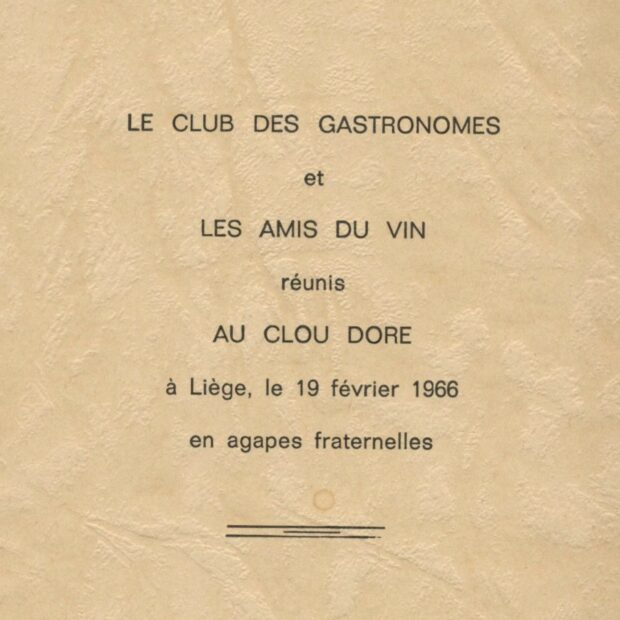 LE CLUB DES GASTRONOMES
et
LES AMIS DU VIN
réunis
AU CLOU DORE
à Liège, le 19 février 1966
en agapes fraternelles